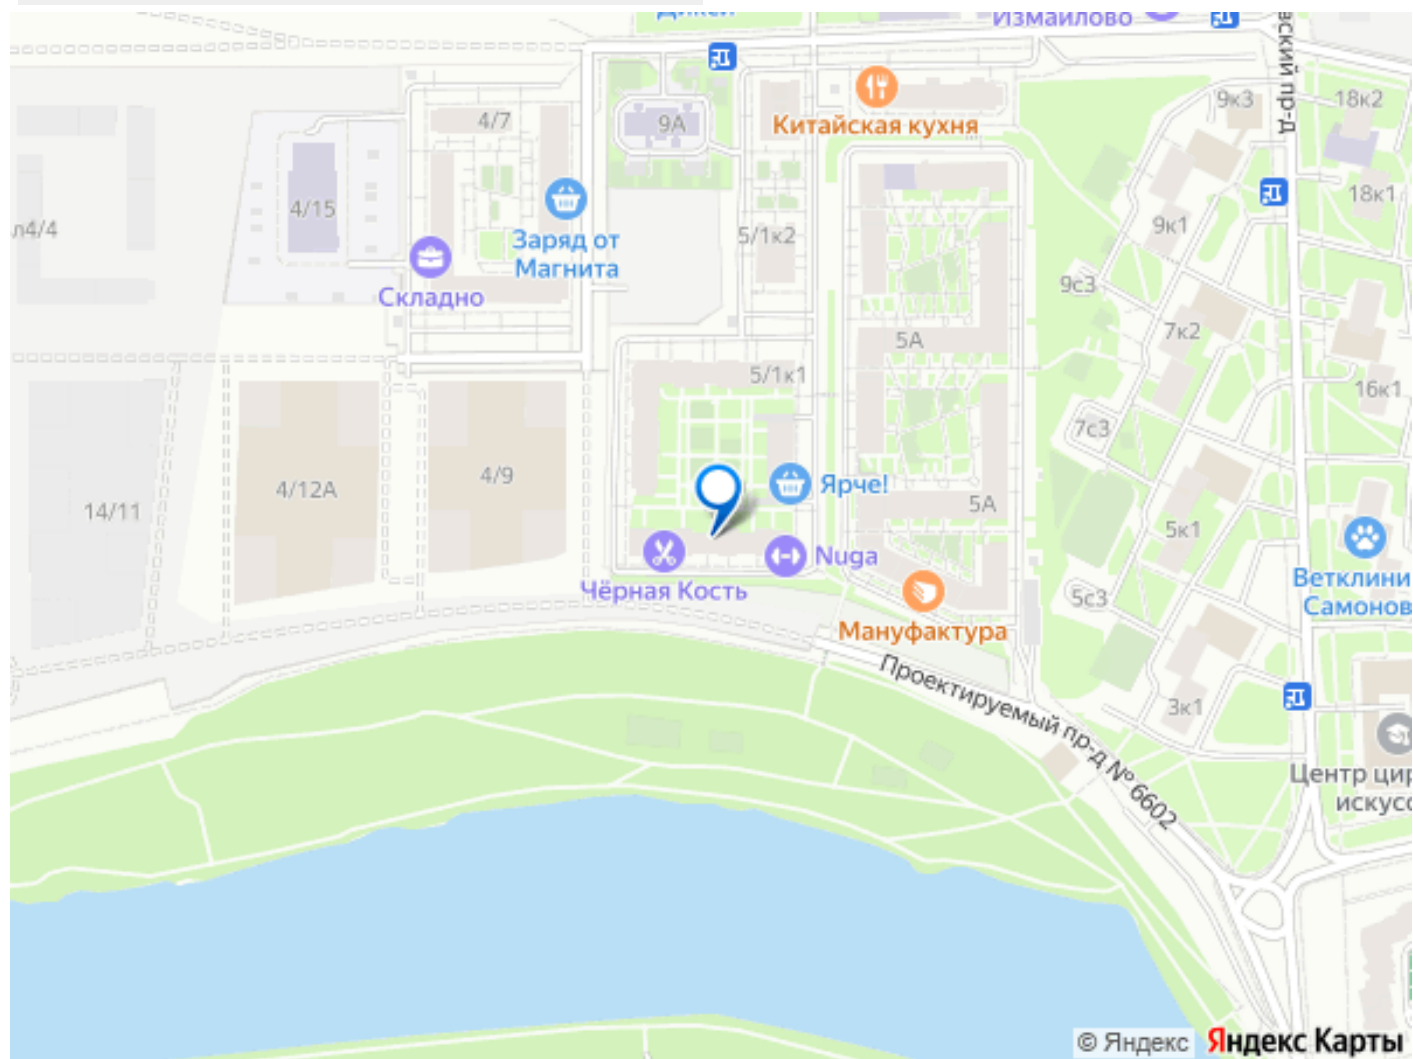 Измайлово
ский пр-д
9к3
18к2
4/7
9А
Китайская кухня
4/15
18к1
9к1
л4/4
5/1к2
Заряд от
Магнита
9с3
Складно
7к2
5А
5/1к1
16к1
7с3
4/9
4/12А
Ярче!
5А
14/11
5к1
Nuga
Ветклини
Самонов
Чёрная Кость
5с3
Мануфактура
3к1
Проектируемый пр-д № 6602
Центр цир
искусс
© Яндекс
Яндекс Карты